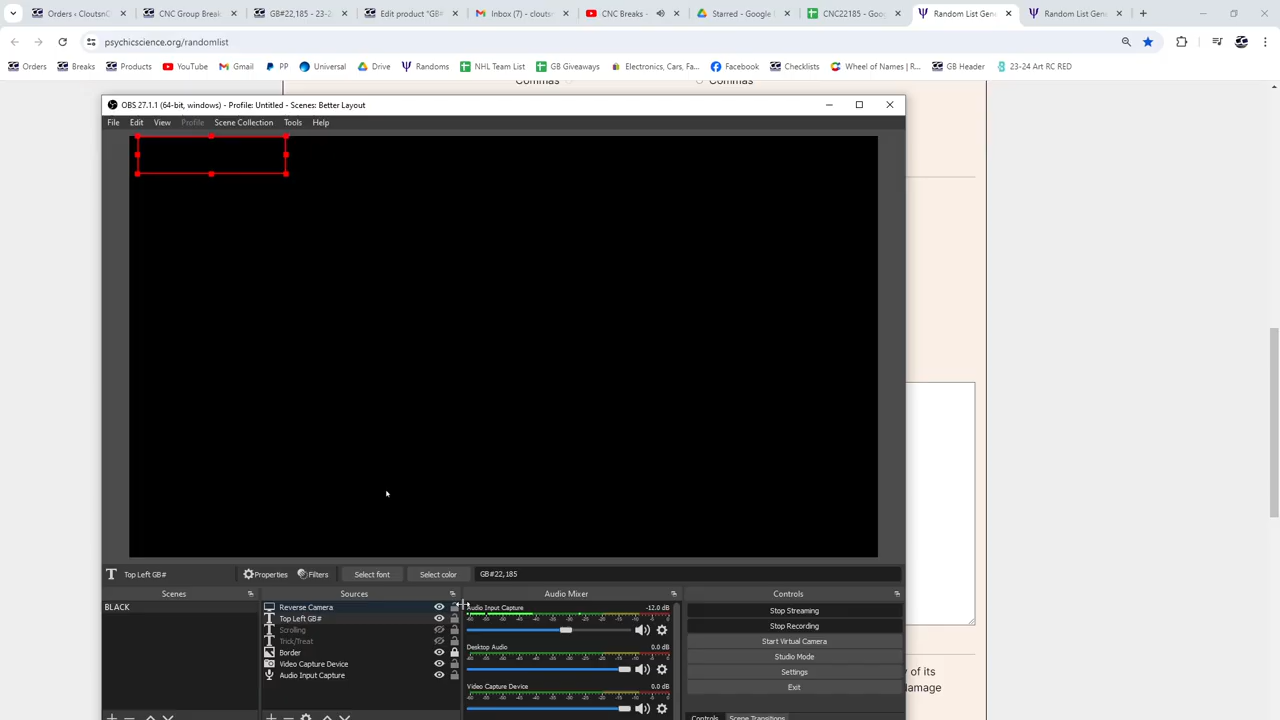 Orders · CloutsnC
CNC Group Break
GB#22,185 - 23-2
Edit product "GB
Inbox (7) - clouts
CNC Breaks -
Starred - Google
CNC22185 - Goo
Random List Gene
Random List Gene
psychicscience.org/randomlist
Orders
Breaks
Products
YouTube
Gmail
PP
Universal
Drive
Randoms
NHL Team List
GB Giveaways
Electronics, Cars, Fa...
Facebook
Checklists
Wheel of Names | R...
GB Header
23-24 Art RC RED
Commas
Commas
OBS 27.1.1 (64-bit, windows) - Profile: Untitled - Scenes: Better Layout
File Edit View Profile Scene Collection Tools Help
Top Left GB#
Properties
Filters
Select font
Select color
GB#22,185
Scenes
BLACK
Sources
Reverse Camera
Top Left GB#
Scrolling
Trick/Treat
Border
Video Capture Device
Audio Input Capture
Audio Mixer
Audio Input Capture -12.0 dB
Desktop Audio 0.0 dB
Video Capture Device 0.0 dB
Controls
Stop Streaming
Stop Recording
Start Virtual Camera
Studio Mode
Settings
Exit
Controls
Scene Transitions
y of its
damage